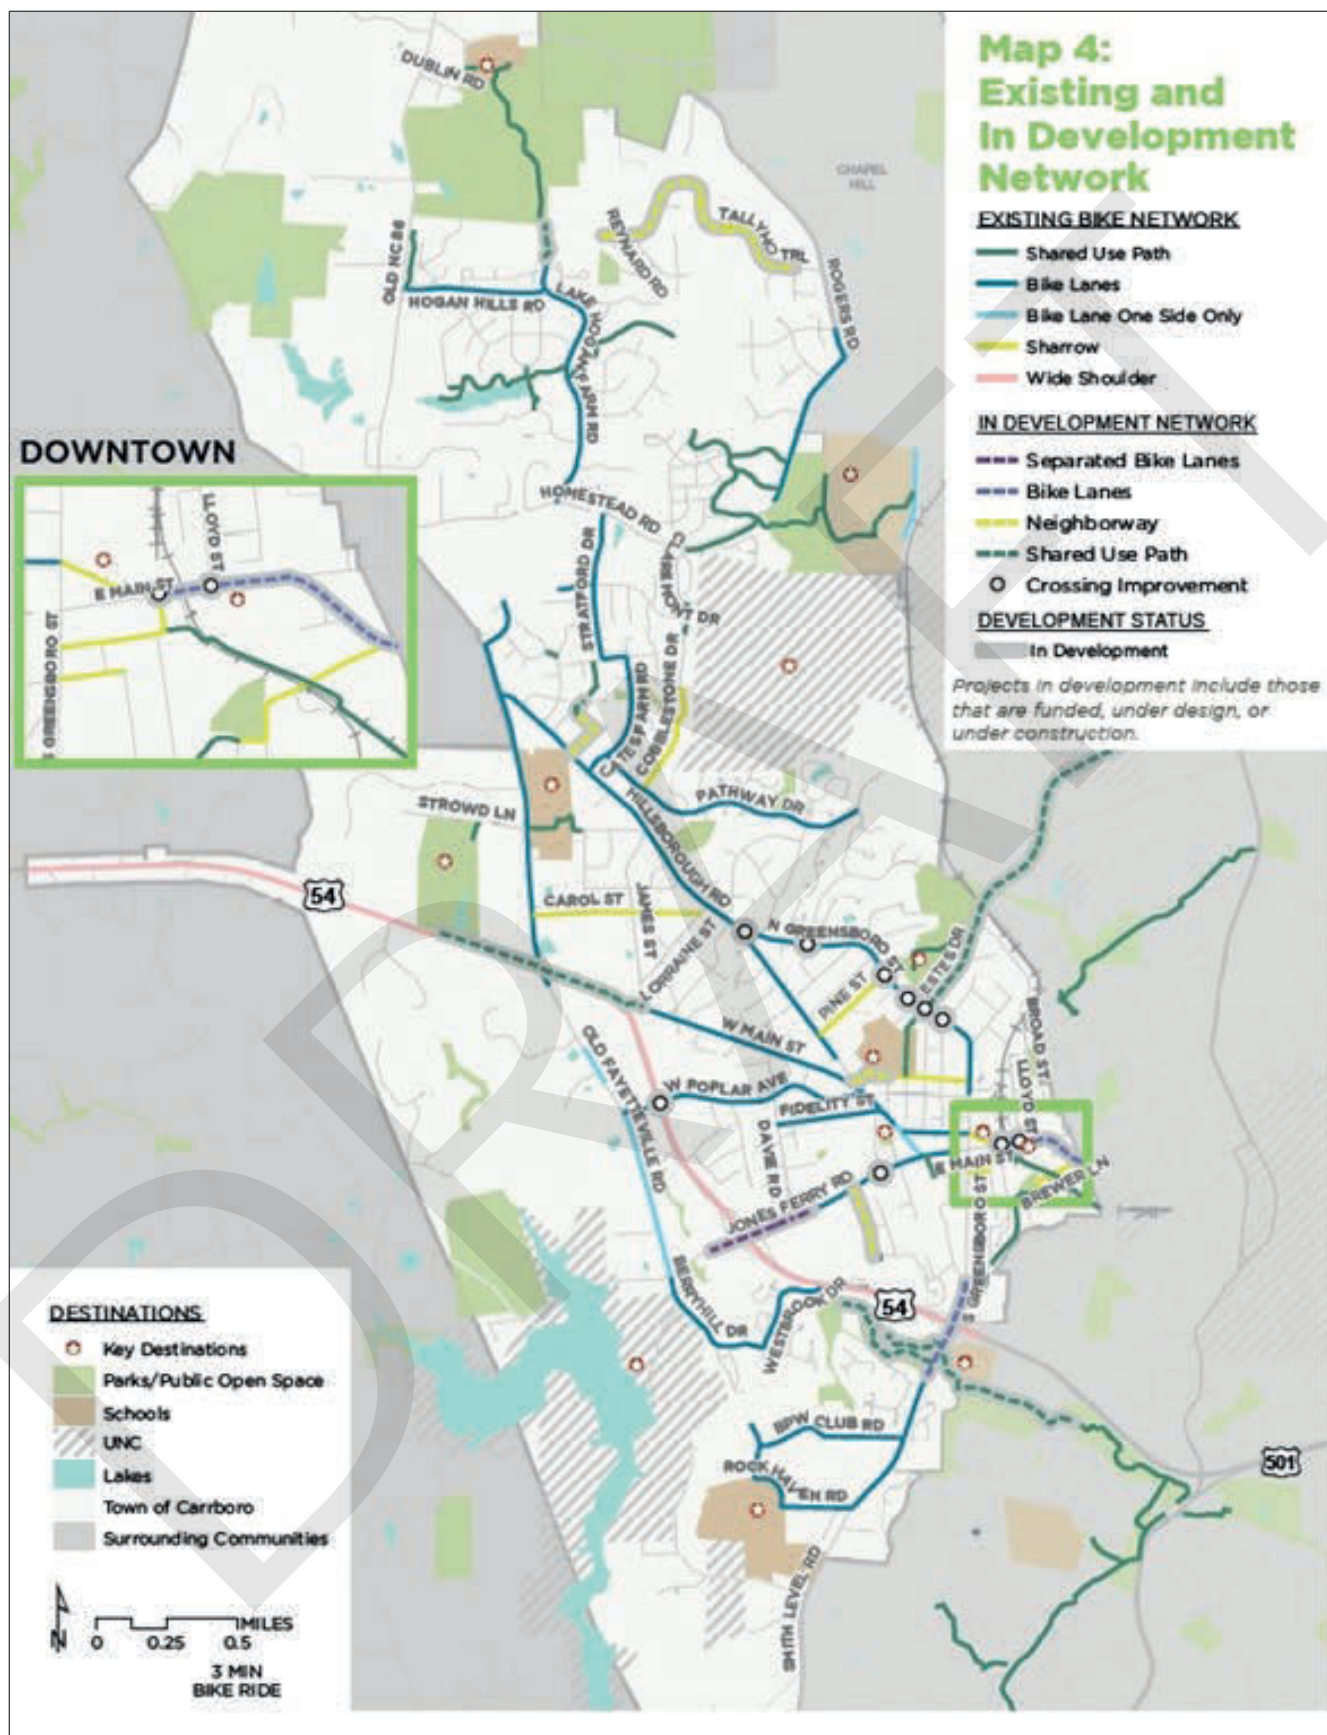 Map 4:
Existing and
In Development
Network
EXISTING BIKE NETWORK
Shared Use Path
Bike Lanes
Bike Lane One Side Only
Sharrow
Wide Shoulder
IN DEVELOPMENT NETWORK
Separated Bike Lanes
Bike Lanes
Neighborway
Shared Use Path
Crossing Improvement
DEVELOPMENT STATUS
In Development
Projects in development include those
that are funded, under design, or
under construction.
DUBLIN RD
CHAPEL
HILL
OLD NC 86
REYNARD RD
TALLYHO TRL
ROGERS RD
HOGAN HILLS RD
LAKE HOGAN FARM RD
HOMESTEAD RD
STRATFORD DR
CLAREMONT DR
CATES FARM RD
COBBLESTONE DR
PATHWAY DR
HILLSBOROUGH RD
STROWD LN
54
CAROL ST
JAMES ST
LORRAINE ST
N GREENSBORO ST
ESTES DR
PINE ST
W MAIN ST
BROAD ST
LLOYD ST
OLD FAYETTEVILLE RD
W POPLAR AVE
FIDELITY ST
DAVIE RD
E MAIN ST
BREWER LN
JONES FERRY RD
S GREENSBORO ST
BERRYHILL DR
WESTBROOK DR
54
BPW CLUB RD
ROCK HAVEN RD
SMITH LEVEL RD
501
DOWNTOWN
LLOYD ST
E MAIN ST
S GREENSBORO ST
DESTINATIONS
Key Destinations
Parks/Public Open Space
Schools
UNC
Lakes
Town of Carrboro
Surrounding Communities
N
MILES
0 0.25 0.5
3 MIN
BIKE RIDE
DRAFT